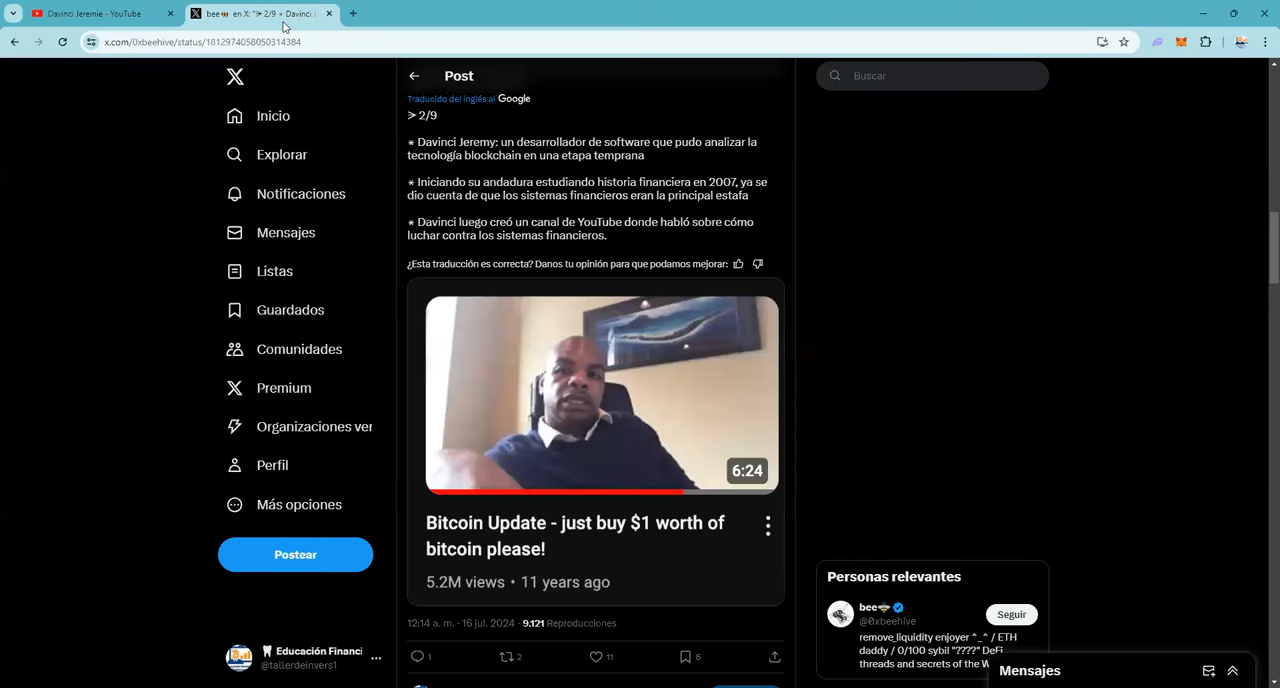 Davinci Jeremie - YouTube
bee en X: "> 2/9 * Davinci J
x.com/0xbeehive/status/1812974058050314384
Inicio
Explorar
Notificaciones
Mensajes
Listas
Guardados
Comunidades
Premium
Organizaciones ver
Perfil
Más opciones
Postear
Educación Financi
@tallerdeinvers1
Post
Traducido del inglés al Google
> 2/9
* Davinci Jeremy: un desarrollador de software que pudo analizar la
tecnología blockchain en una etapa temprana
* Iniciando su andadura estudiando historia financiera en 2007, ya se
dio cuenta de que los sistemas financieros eran la principal estafa
* Davinci luego creó un canal de YouTube donde habló sobre cómo
luchar contra los sistemas financieros.
¿Esta traducción es correcta? Danos tu opinión para que podamos mejorar:
6:24
Bitcoin Update - just buy $1 worth of
bitcoin please!
5.2M views • 11 years ago
12:14 a. m. · 16 jul. 2024 · 9.121 Reproducciones
1
2
11
6
Buscar
Personas relevantes
bee
@0xbeehive
Seguir
remove_liquidity enjoyer ^_^ / ETH
daddy / 0/100 sybil "????" DeFi
threads and secrets of the W
Mensajes